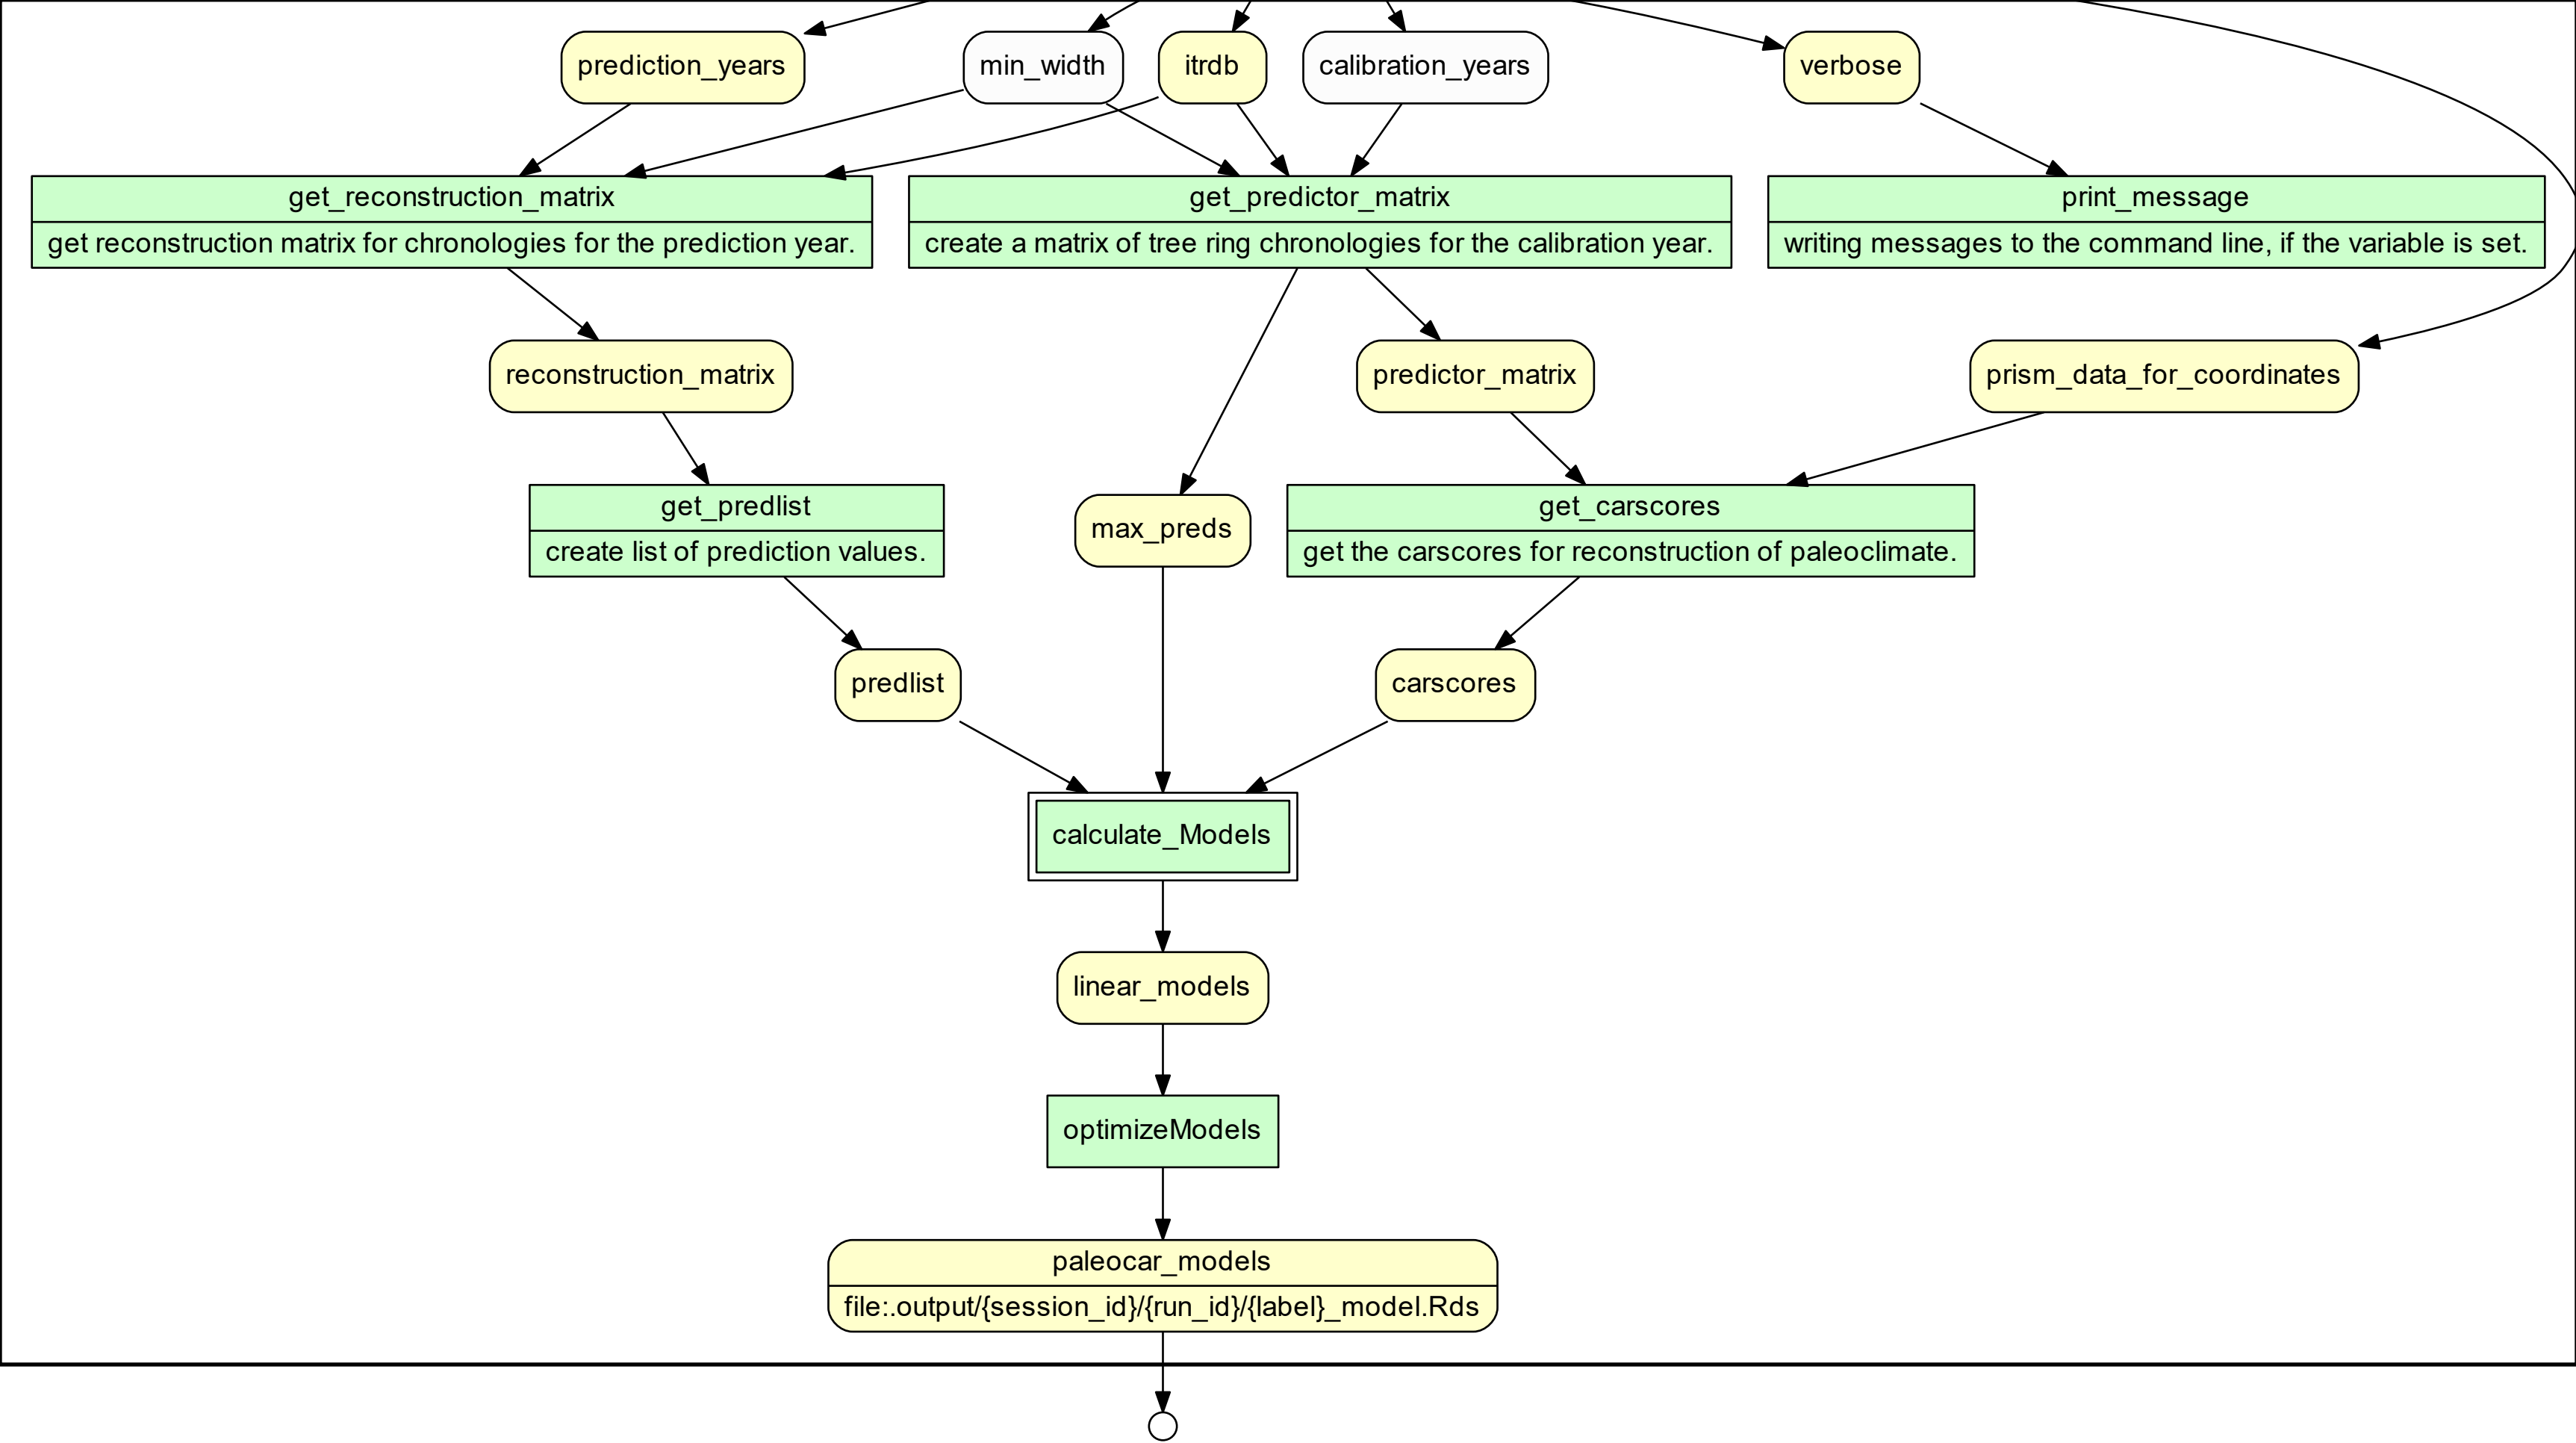 prediction_years
min_width
itrdb
calibration_years
verbose
get_reconstruction_matrix
get reconstruction matrix for chronologies for the prediction year.
get_predictor_matrix
create a matrix of tree ring chronologies for the calibration year.
print_message
writing messages to the command line, if the variable is set.
reconstruction_matrix
predictor_matrix
prism_data_for_coordinates
get_predlist
create list of prediction values.
max_preds
get_carscores
get the carscores for reconstruction of paleoclimate.
predlist
carscores
calculate_Models
linear_models
optimizeModels
paleocar_models
file:.output/{session_id}/{run_id}/{label}_model.Rds